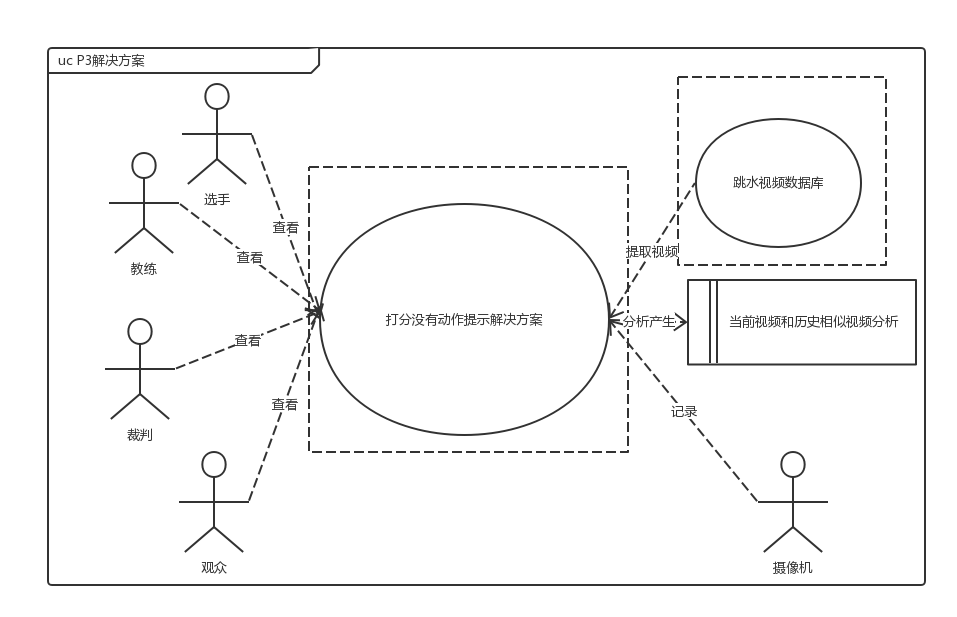 uc P3解决方案
选手
教练
查看
查看
跳水视频数据库
提取视频
打分没有动作提示解决方案
分析产生
当前视频和历史相似视频分析
查看
裁判
查看
记录
观众
摄像机